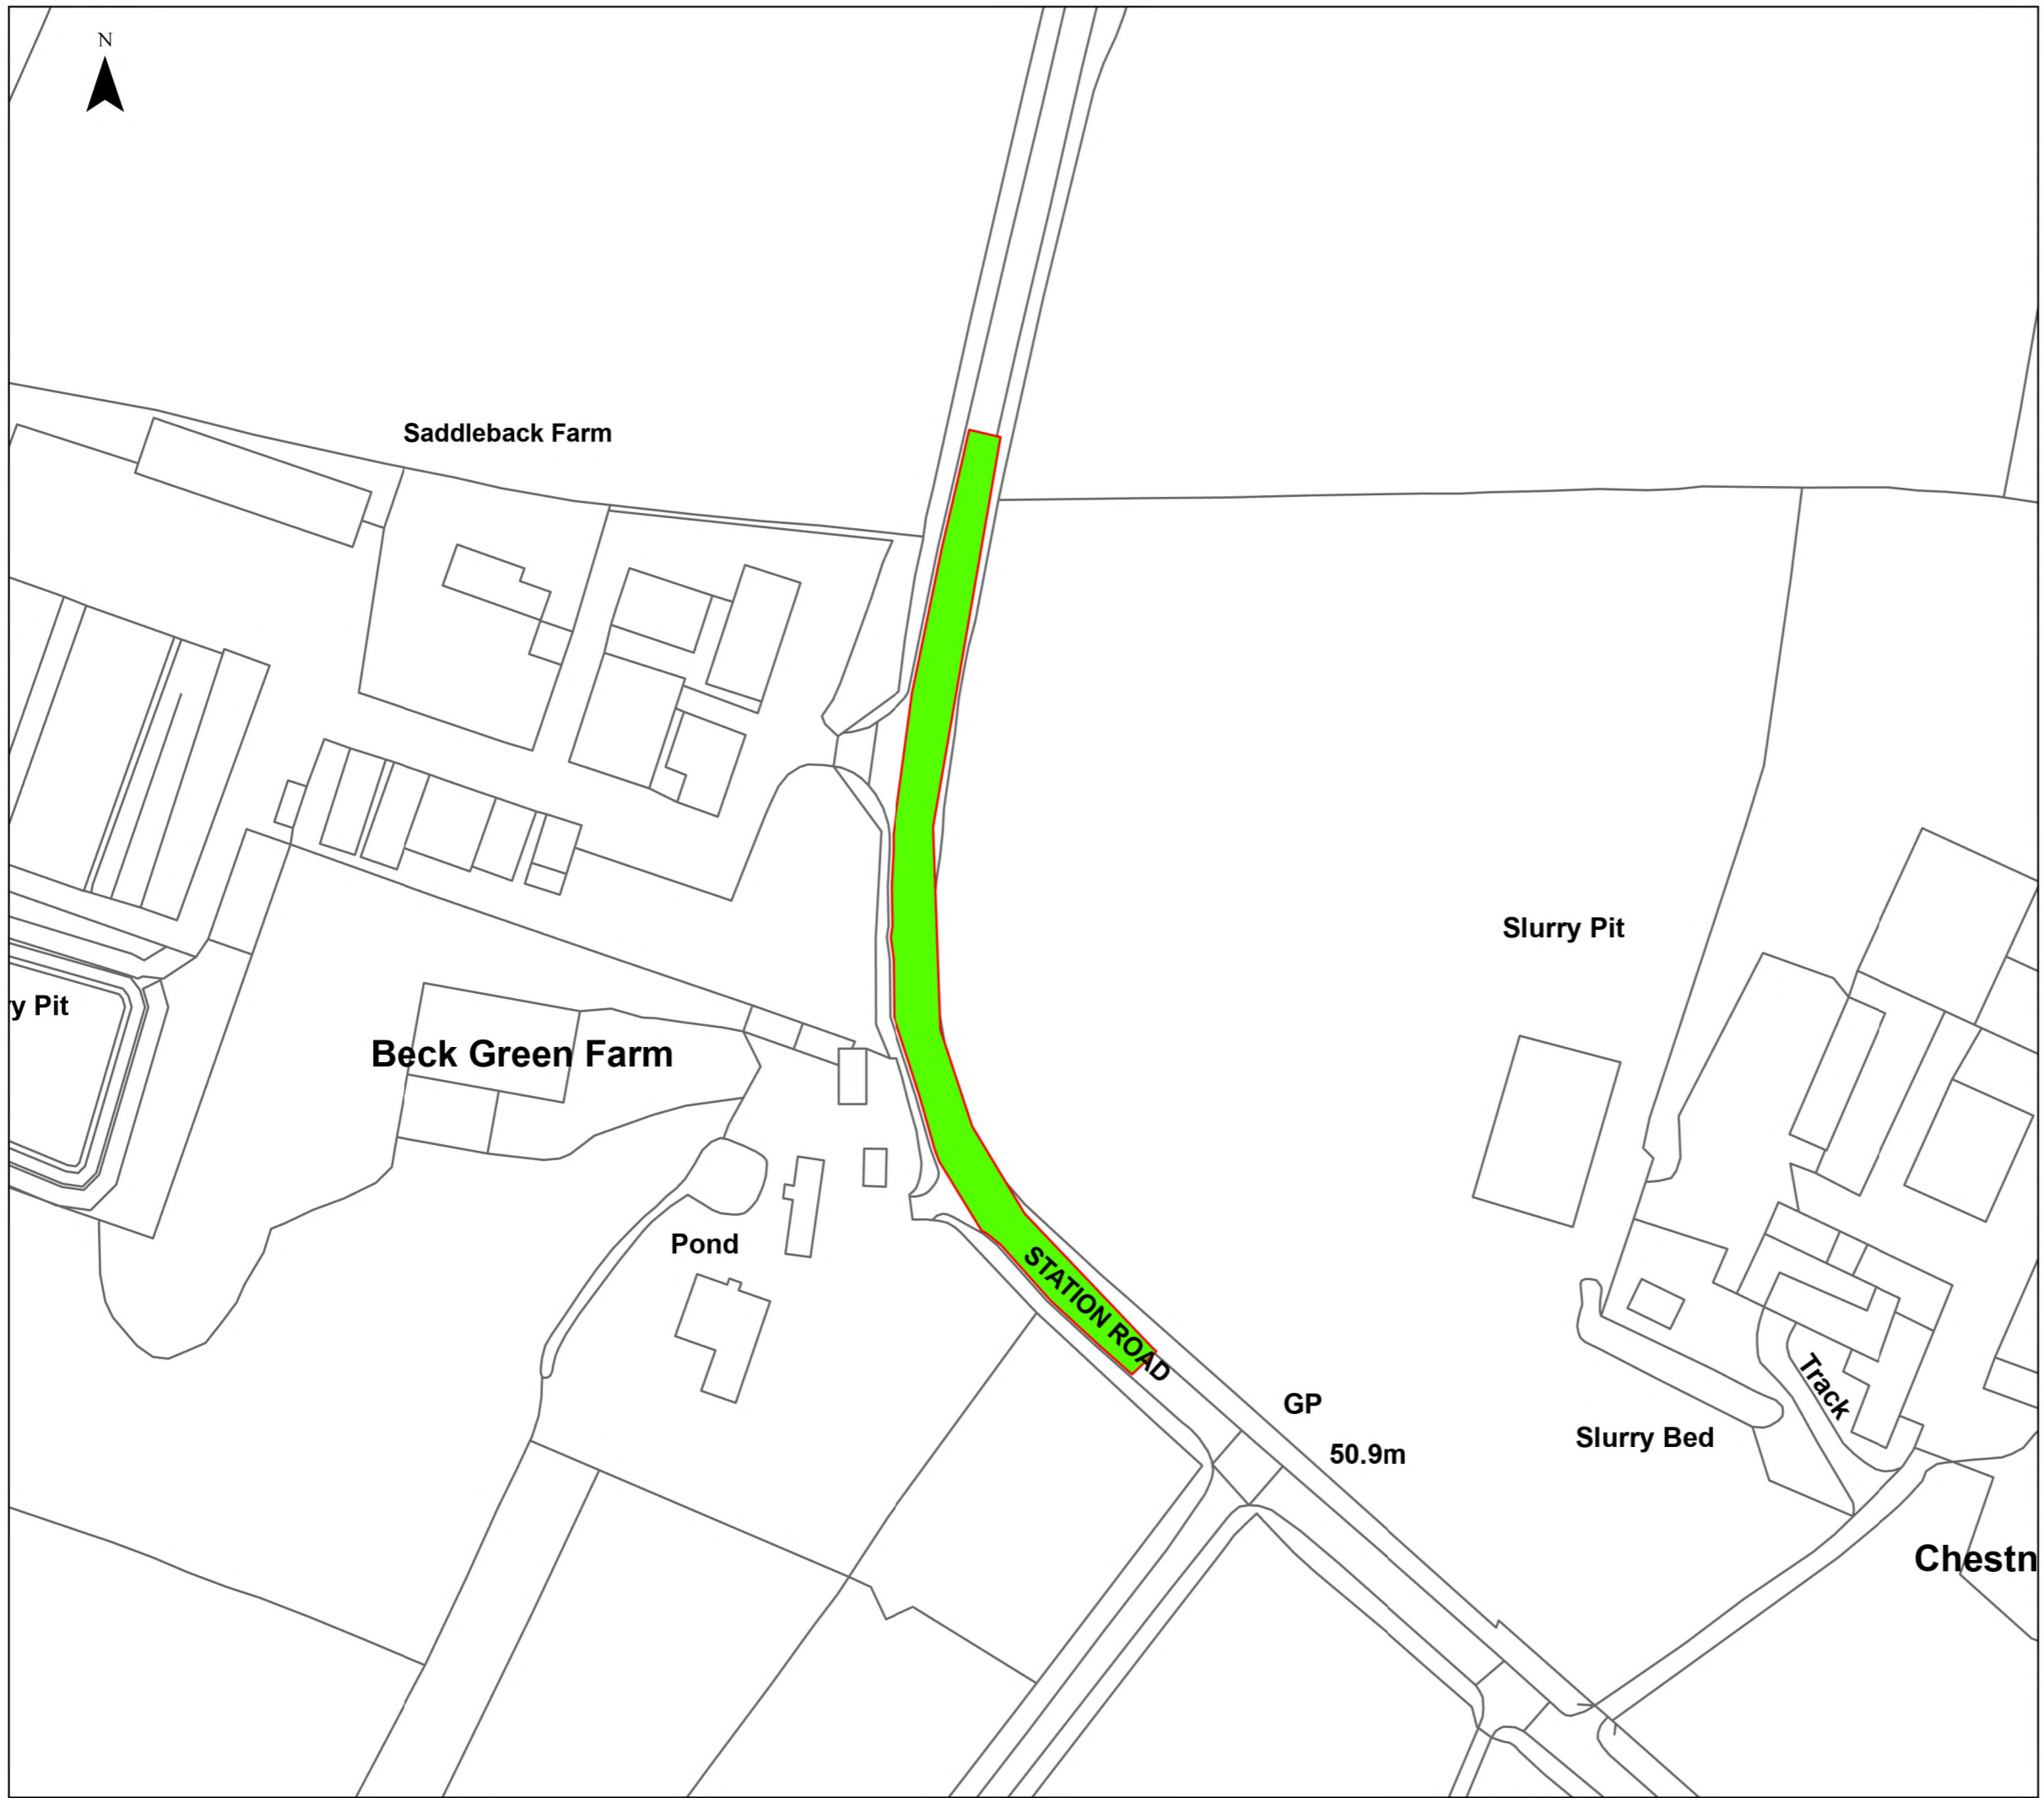 N
Saddleback Farm
Slurry Pit
y Pit
Beck Green Farm
Pond
STATION ROAD
GP
50.9m
Track
Slurry Bed
Chestn